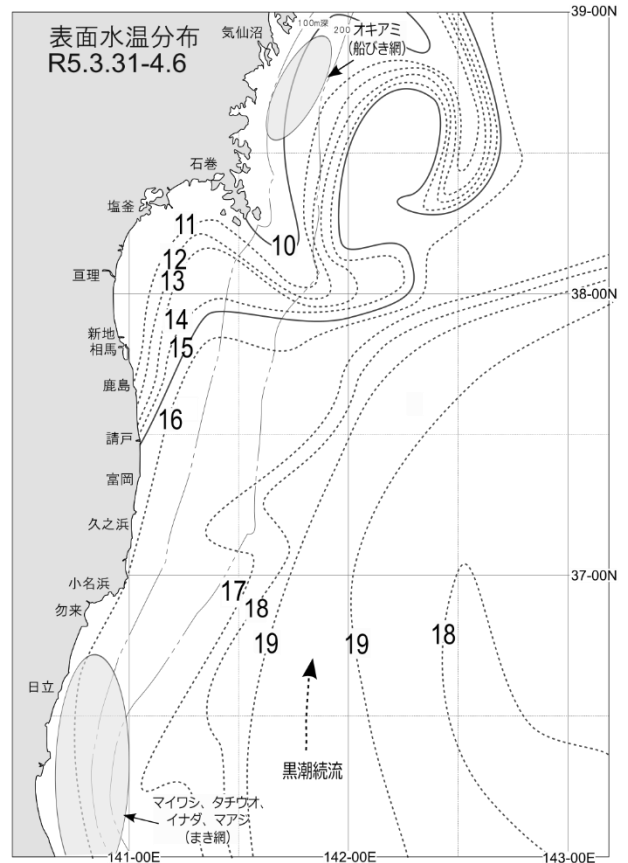 表面水温分布
R5.3.31-4.6
39-00N
気仙沼
100m深
200
オキアミ
(船びき網)
石巻
塩釜
11
10
12
亘理
13
38-00N
14
新地
相馬
15
鹿島
16
請戸
富岡
久之浜
小名浜
37-00N
17
勿来
18
19
19
18
日立
黒潮続流
マイワシ、タチウオ、
イナダ、マアジ
(まき網)
141-00E
142-00E
143-00E